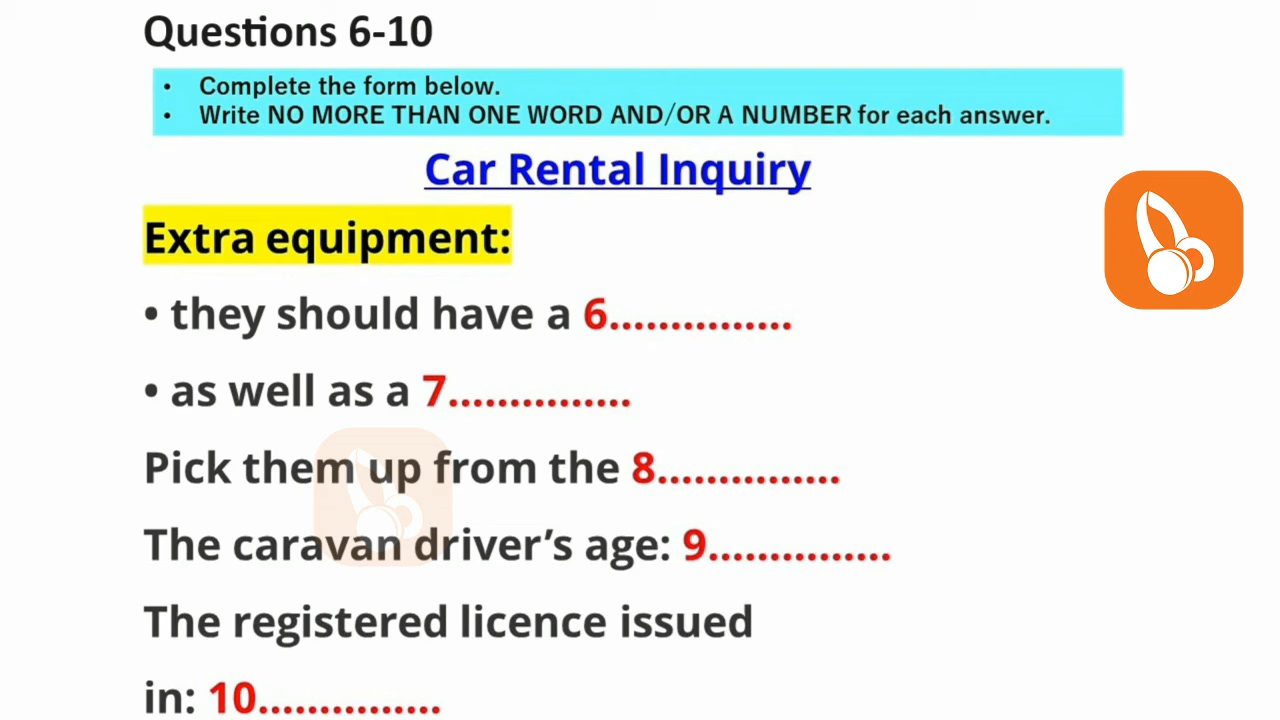 Questions 6-10
• Complete the form below.
• Write NO MORE THAN ONE WORD AND/OR A NUMBER for each answer.
Car Rental Inquiry
Extra equipment:
• they should have a 6...............
• as well as a 7...............
Pick them up from the 8...............
The caravan driver’s age: 9...............
The registered licence issued
in: 10...............